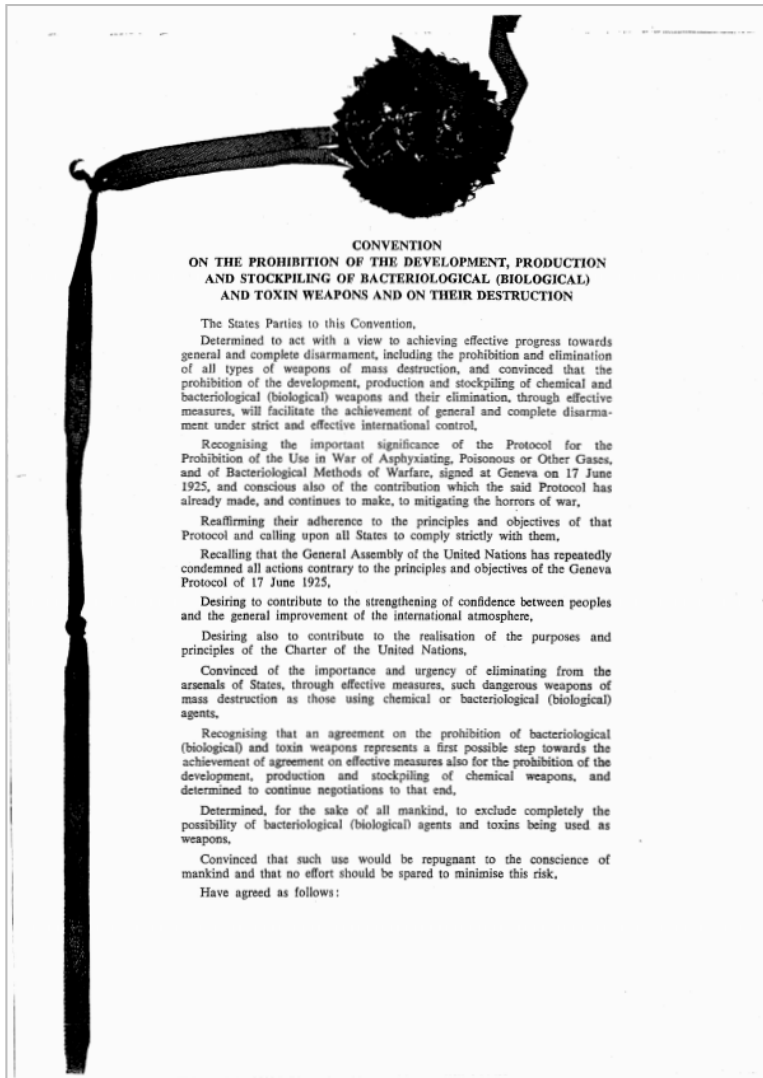 CONVENTION
ON THE PROHIBITION OF THE DEVELOPMENT, PRODUCTION
AND STOCKPILING OF BACTERIOLOGICAL (BIOLOGICAL)
AND TOXIN WEAPONS AND ON THEIR DESTRUCTION
The States Parties to this Convention,
Determined to act with a view to achieving effective progress towards
general and complete disarmament, including the prohibition and elimination
of all types of weapons of mass destruction, and convinced that the
prohibition of the development, production and stockpiling of chemical and
bacteriological (biological) weapons and their elimination, through effective
measures, will facilitate the achievement of general and complete disarma-
ment under strict and effective international control,
Recognising the important significance of the Protocol for the
Prohibition of the Use in War of Asphyxiating, Poisonous or Other Gases,
and of Bacteriological Methods of Warfare, signed at Geneva on 17 June
1925, and conscious also of the contribution which the said Protocol has
already made, and continues to make, to mitigating the horrors of war,
Reaffirming their adherence to the principles and objectives of that
Protocol and calling upon all States to comply strictly with them,
Recalling that the General Assembly of the United Nations has repeatedly
condemned all actions contrary to the principles and objectives of the Geneva
Protocol of 17 June 1925,
Desiring to contribute to the strengthening of confidence between peoples
and the general improvement of the international atmosphere,
Desiring also to contribute to the realisation of the purposes and
principles of the Charter of the United Nations,
Convinced of the importance and urgency of eliminating from the
arsenals of States, through effective measures, such dangerous weapons of
mass destruction as those using chemical or bacteriological (biological)
agents,
Recognising that an agreement on the prohibition of bacteriological
(biological) and toxin weapons represents a first possible step towards the
achievement of agreement on effective measures also for the prohibition of the
development, production and stockpiling of chemical weapons, and
determined to continue negotiations to that end,
Determined, for the sake of all mankind, to exclude completely the
possibility of bacteriological (biological) agents and toxins being used as
weapons,
Convinced that such use would be repugnant to the conscience of
mankind and that no effort should be spared to minimise this risk,
Have agreed as follows: